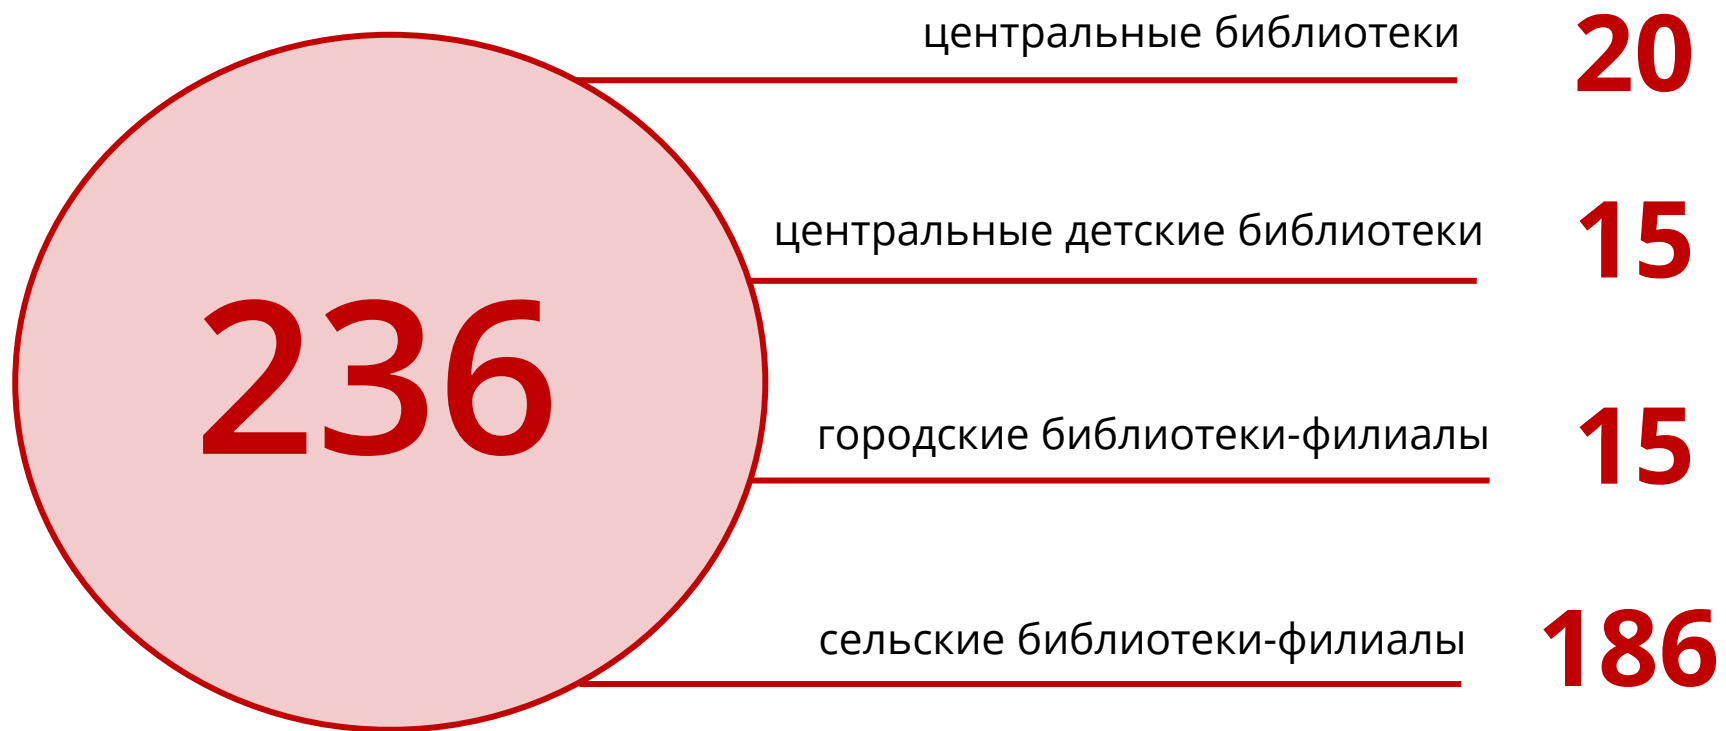 центральные библиотеки 20
центральные детские библиотеки 15
236
городские библиотеки-филиалы 15
сельские библиотеки-филиалы 186